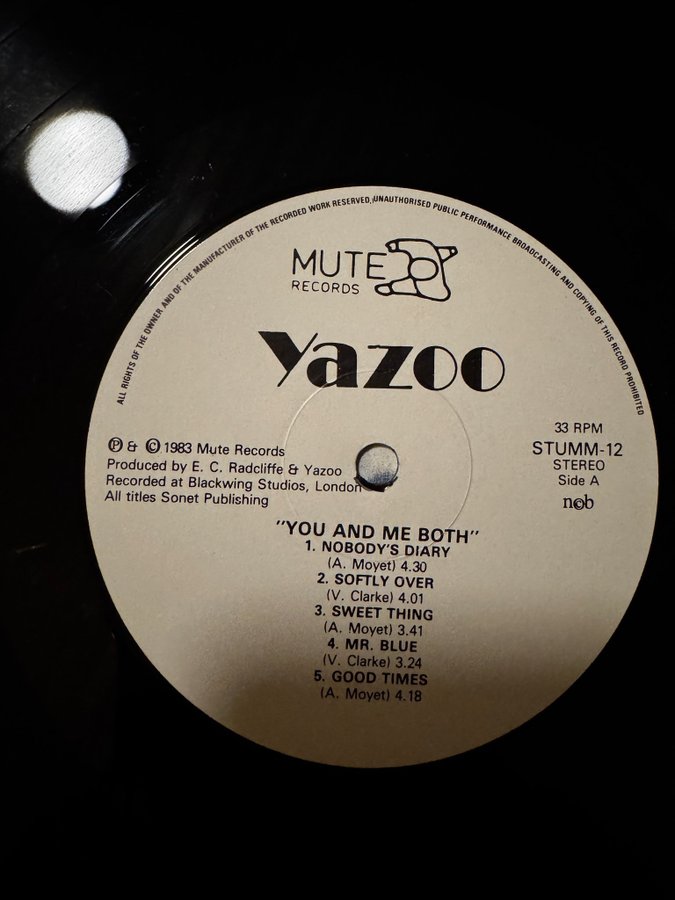 ALL RIGHTS OF THE OWNER AND OF THE MANUFACTURER OF THE RECORDED WORK RESERVED, UNAUTHORISED PUBLIC PERFORMANCE BROADCASTING AND COPYING OF THIS RECORD PROHIBITED
MUTE
RECORDS
Yazoo
33 RPM
STUMM-12
STEREO
Side A
ncb
Ⓟ & © 1983 Mute Records
Produced by E. C. Radcliffe & Yazoo
Recorded at Blackwing Studios, London
All titles Sonet Publishing
"YOU AND ME BOTH"
1. NOBODY'S DIARY
(A. Moyet) 4.30
2. SOFTLY OVER
(V. Clarke) 4.01
3. SWEET THING
(A. Moyet) 3.41
4. MR. BLUE
(V. Clarke) 3.24
5. GOOD TIMES
(A. Moyet) 4.18